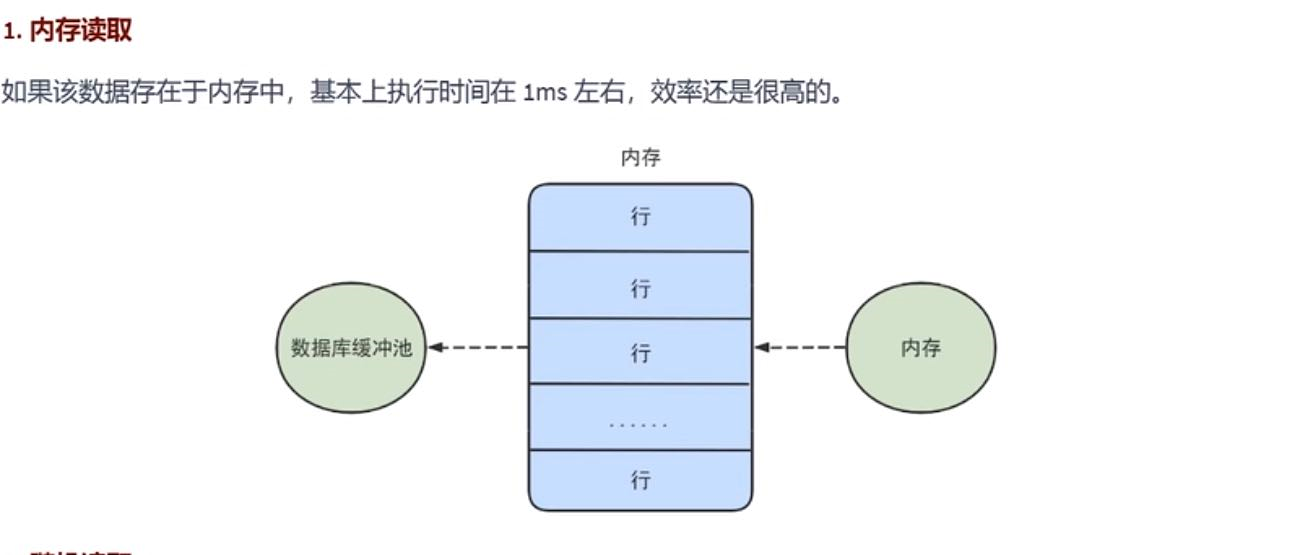 1. 内存读取
如果该数据存在于内存中，基本上执行时间在 1ms 左右，效率还是很高的。
内存
行
行
数据库缓冲池
行
内存
......
行